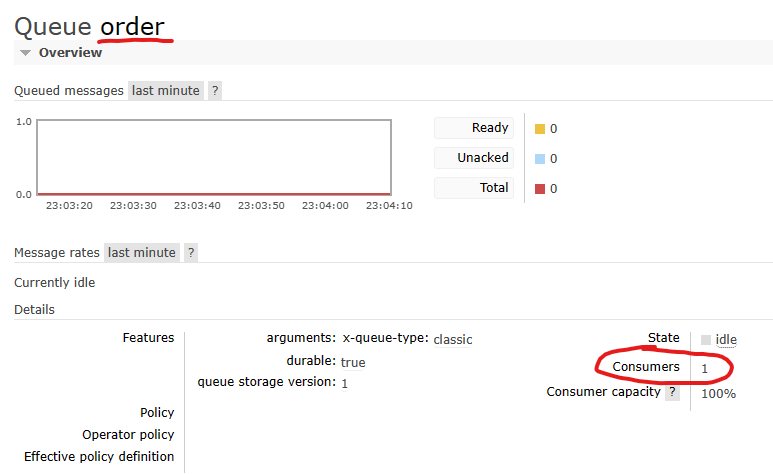 Queue order
Overview
Queued messages last minute ?
1.0
0.0
23:03:20 23:03:30 23:03:40 23:03:50 23:04:00 23:04:10
Ready 0
Unacked 0
Total 0
Message rates last minute ?
Currently idle
Details
Features
arguments: x-queue-type: classic
durable: true
queue storage version: 1
Policy
Operator policy
Effective policy definition
State idle
Consumers 1
Consumer capacity ? 100%